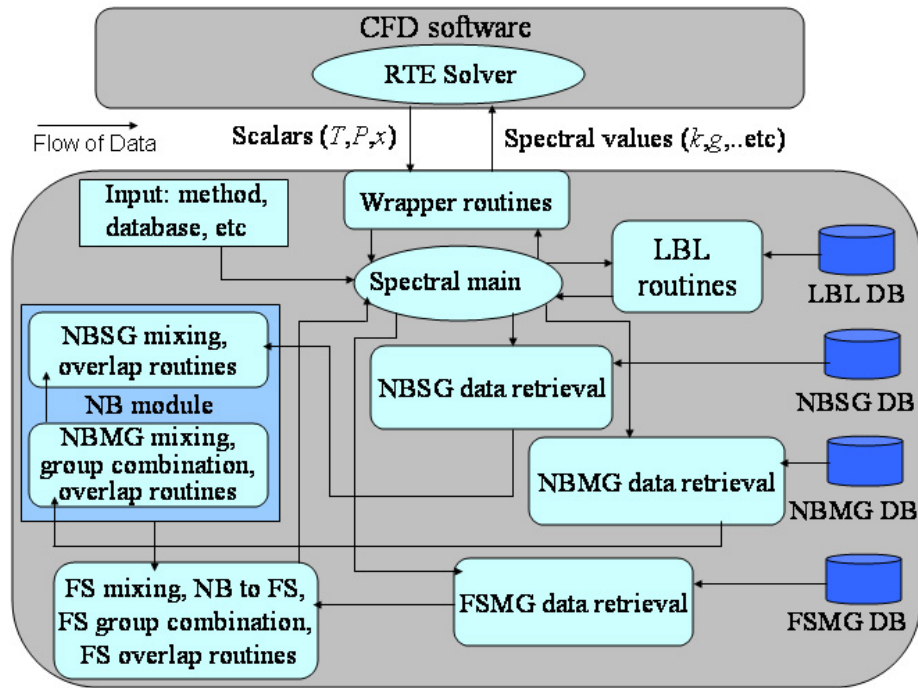 CFD software
RTE Solver
Flow of Data
Scalars (T,P,x)
Spectral values (k,g,..etc)
Input: method,
database, etc
Wrapper routines
Spectral main
LBL
routines
LBL DB
NBSG mixing,
overlap routines
NB module
NBMG mixing,
group combination,
overlap routines
NBSG data retrieval
NBSG DB
NBMG data retrieval
NBMG DB
FS mixing, NB to FS,
FS group combination,
FS overlap routines
FSMG data retrieval
FSMG DB